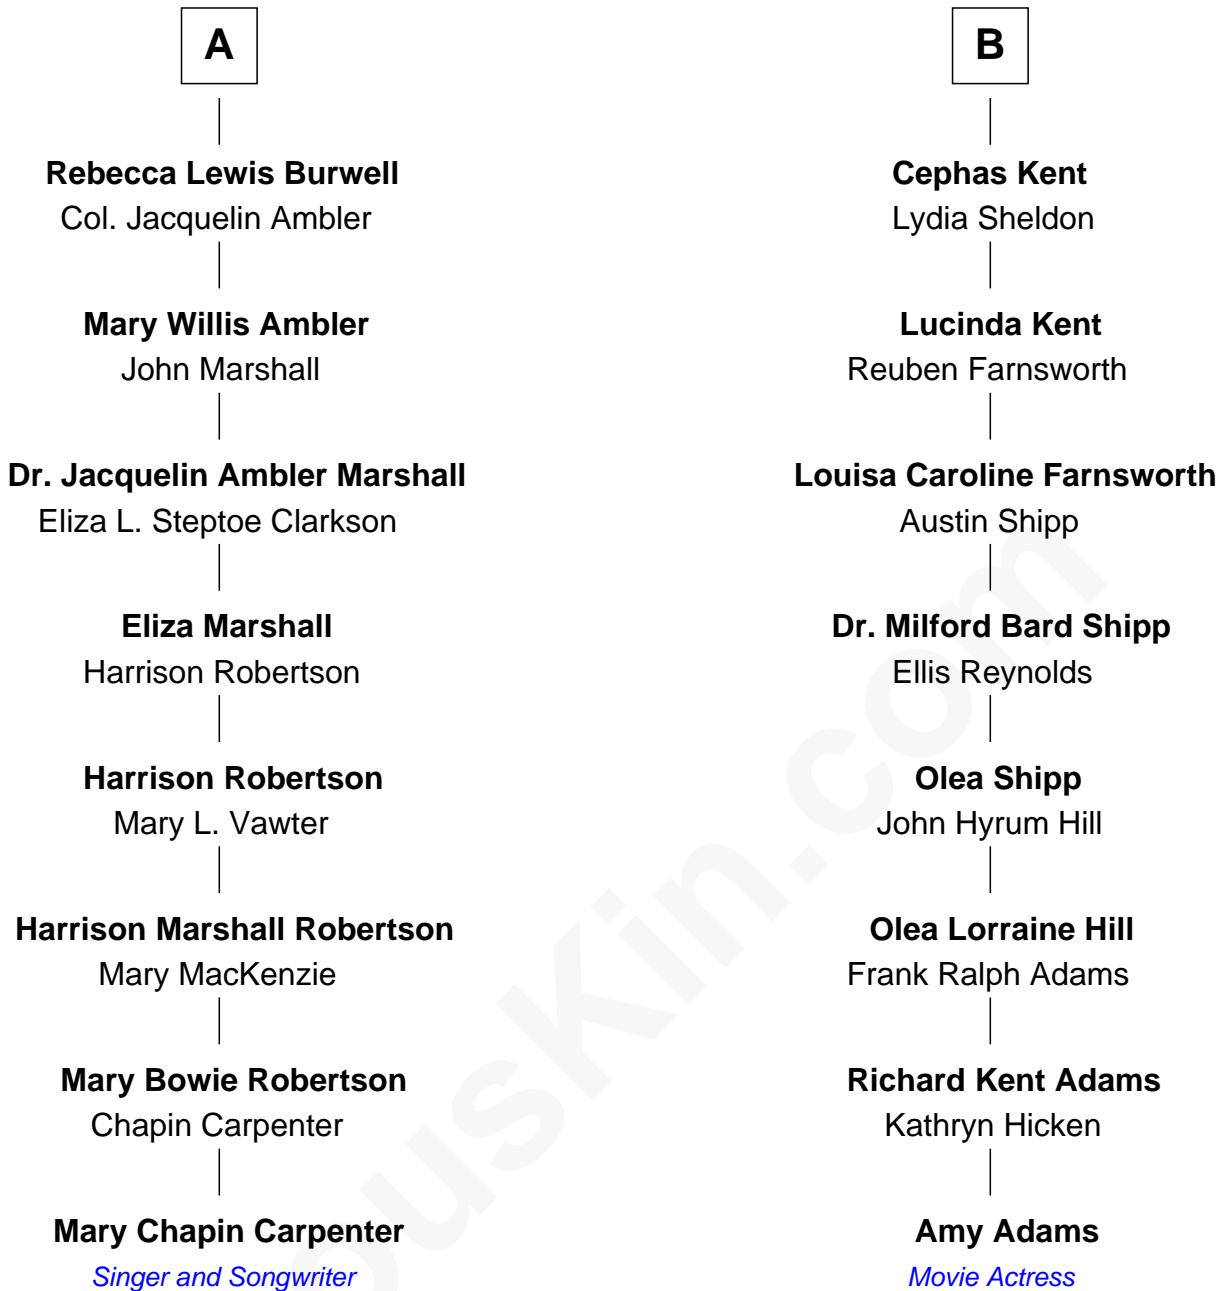 A
Rebecca Lewis Burwell
Col. Jacquelin Ambler
Mary Willis Ambler
John Marshall
Dr. Jacquelin Ambler Marshall
Eliza L. Steptoe Clarkson
Eliza Marshall
Harrison Robertson
Harrison Robertson
Mary L. Vawter
Harrison Marshall Robertson
Mary MacKenzie
Mary Bowie Robertson
Chapin Carpenter
Mary Chapin Carpenter
Singer and Songwriter
B
Cephas Kent
Lydia Sheldon
Lucinda Kent
Reuben Farnsworth
Louisa Caroline Farnsworth
Austin Shipp
Dr. Milford Bard Shipp
Ellis Reynolds
Olea Shipp
John Hyrum Hill
Olea Lorraine Hill
Frank Ralph Adams
Richard Kent Adams
Kathryn Hicken
Amy Adams
Movie Actress
ousKin.com